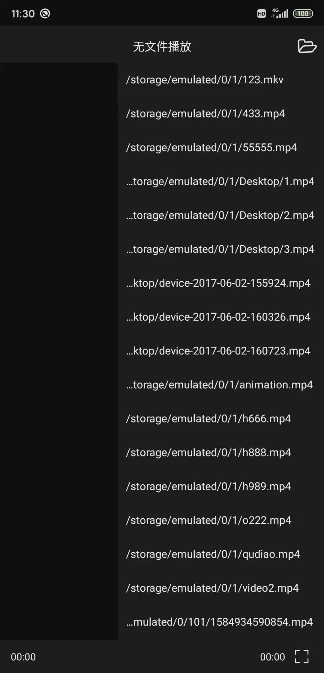 11:30
HD 4G 100
无文件播放
/storage/emulated/0/1/123.mkv
/storage/emulated/0/1/433.mp4
/storage/emulated/0/1/55555.mp4
…torage/emulated/0/1/Desktop/1.mp4
…torage/emulated/0/1/Desktop/2.mp4
…torage/emulated/0/1/Desktop/3.mp4
…ktop/device-2017-06-02-155924.mp4
…ktop/device-2017-06-02-160326.mp4
…ktop/device-2017-06-02-160723.mp4
…torage/emulated/0/1/animation.mp4
/storage/emulated/0/1/h666.mp4
/storage/emulated/0/1/h888.mp4
/storage/emulated/0/1/h989.mp4
/storage/emulated/0/1/o222.mp4
/storage/emulated/0/1/qudiao.mp4
/storage/emulated/0/1/video2.mp4
…mulated/0/101/1584934590854.mp4
00:00 00:00